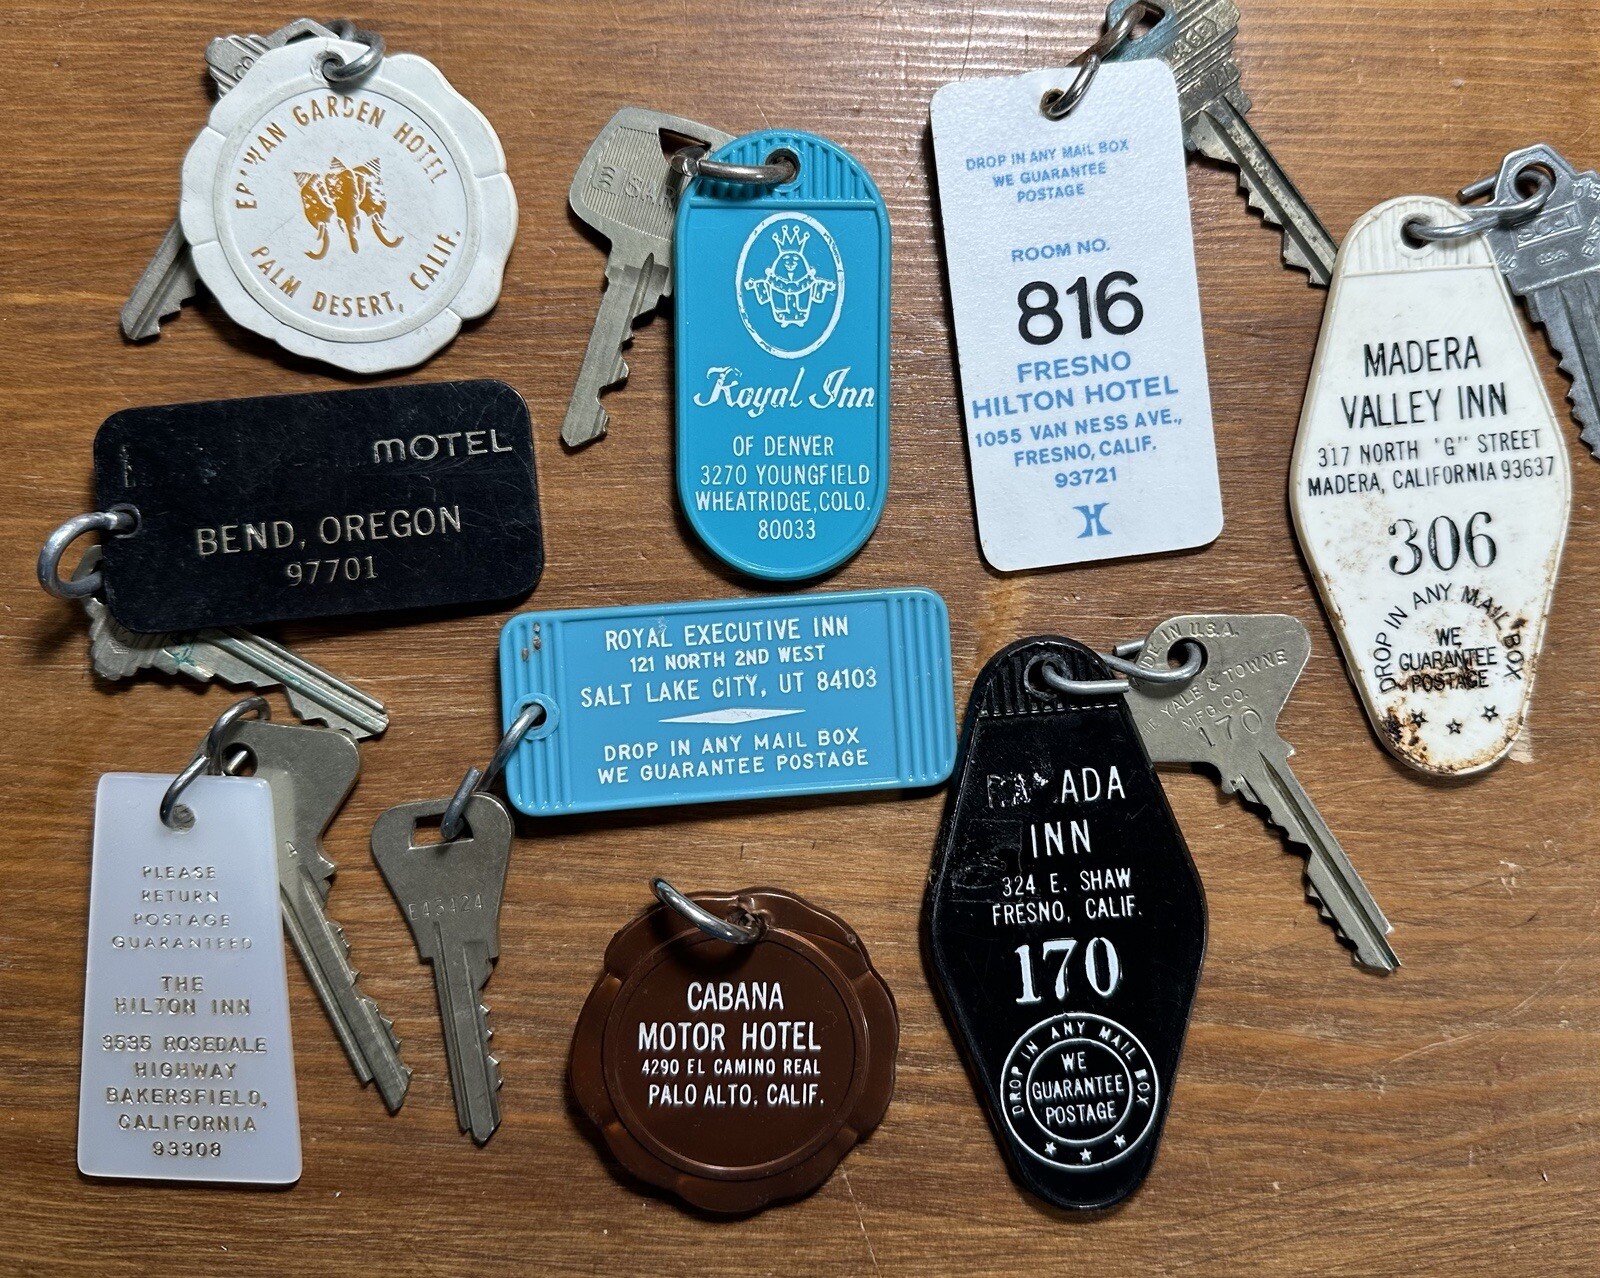 GARDEN HOTEL
PALM DESERT, CALIF.
Royal Inn
OF DENVER
3270 YOUNGFIELD
WHEATRIDGE, COLO.
80033
DROP IN ANY MAIL BOX
WE GUARANTEE
POSTAGE
ROOM NO.
816
FRESNO
HILTON HOTEL
1055 VAN NESS AVE.,
FRESNO, CALIF.
93721
MADERA
VALLEY INN
317 NORTH "G" STREET
MADERA, CALIFORNIA 93637
306
DROP IN ANY MAIL BOX
WE
GUARANTEE
POSTAGE
MOTEL
BEND, OREGON
97701
ROYAL EXECUTIVE INN
121 NORTH 2ND WEST
SALT LAKE CITY, UT 84103
DROP IN ANY MAIL BOX
WE GUARANTEE POSTAGE
PLEASE
RETURN
POSTAGE
GUARANTEED
THE
HILTON INN
3535 ROSEDALE
HIGHWAY
BAKERSFIELD,
CALIFORNIA
93308
E43424
CABANA
MOTOR HOTEL
4290 EL CAMINO REAL
PALO ALTO, CALIF.
RAMADA
INN
324 E. SHAW
FRESNO, CALIF.
170
DROP IN ANY MAIL BOX
WE
GUARANTEE
POSTAGE
IN U.S.A.
YALE & TOWNE
MFG. CO.
170